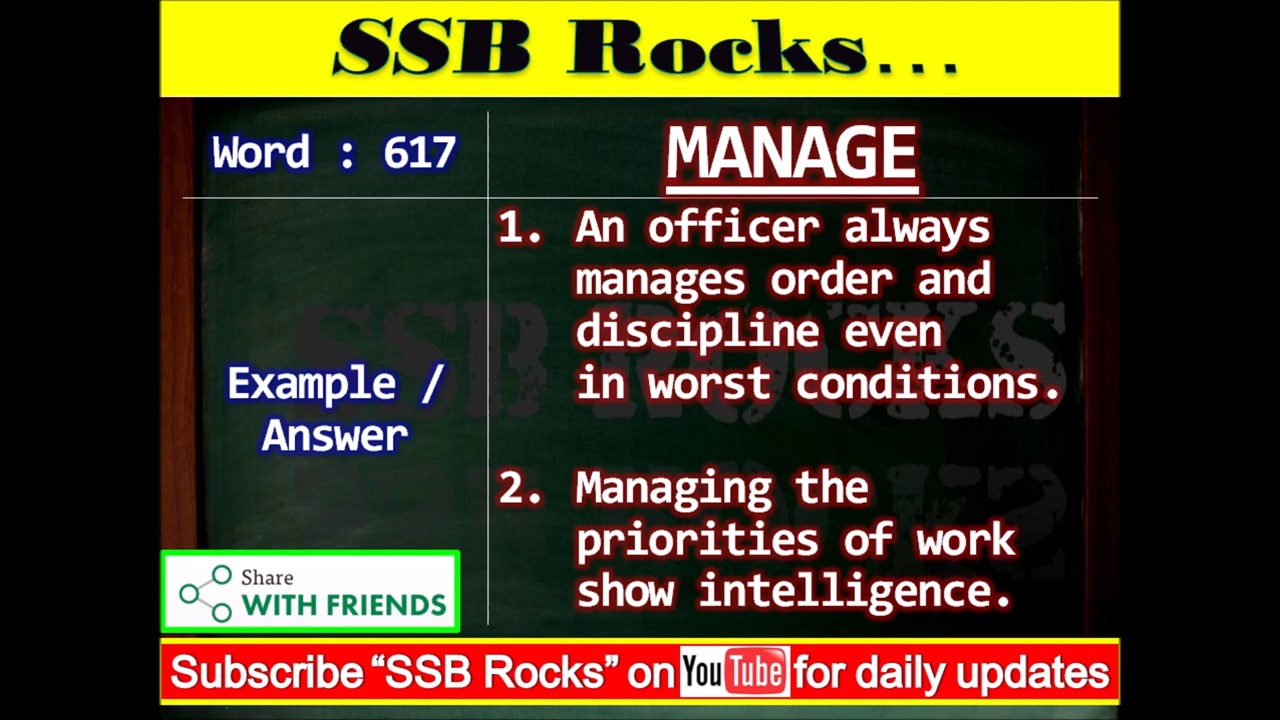 SSB Rocks...
Word : 617
MANAGE
Example /
Answer
1. An officer always
manages order and
discipline even
in worst conditions.
2. Managing the
priorities of work
show intelligence.
SSB ROCKS
Share
WITH FRIENDS
Subscribe “SSB Rocks” on YouTube for daily updates